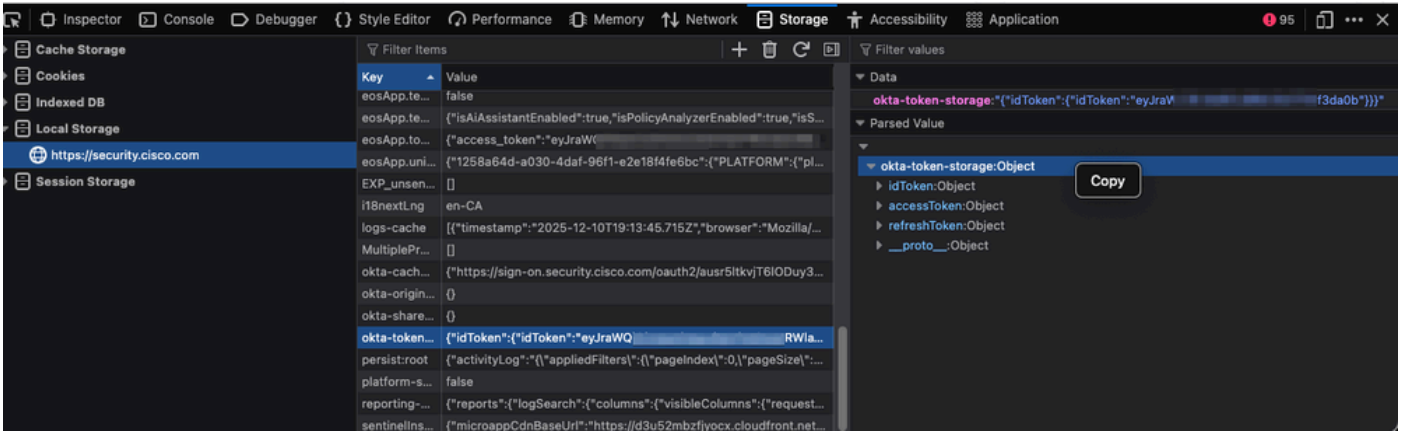 Inspector Console Debugger Style Editor Performance Memory Network Storage Accessibility Application 95
Cache Storage
Cookies
Indexed DB
Local Storage
https://security.cisco.com
Session Storage
Filter Items
Key Value
eosApp.te... false
eosApp.te... {"isAiAssistantEnabled":true,"isPolicyAnalyzerEnabled":true,"isS...
eosApp.to... {"access_token":"eyJraW
eosApp.uni... {"1258a64d-a030-4daf-96f1-e2e18f4fe6bc":{"PLATFORM":{"pl...
EXP_unsen... []
i18nextLng en-CA
logs-cache [{"timestamp":"2025-12-10T19:13:45.715Z","browser":"Mozilla/...
MultiplePr... []
okta-cach... {"https://sign-on.security.cisco.com/oauth2/ausr5ltkvjT6IODuy3...
okta-origin... {}
okta-share... {}
okta-token... {"idToken":{"idToken":"eyJraWQ RWla...
persist:root {"activityLog":"{\"appliedFilters\":{\"pageIndex\":0,\"pageSize\":...
platform-s... false
reporting-... {"reports":{"logSearch":{"columns":{"visibleColumns":{"request...
sentinelIns... {"microappCdnBaseUrl":"https://d3u52mbzfjyocx.cloudfront.net...
Filter values
Data
okta-token-storage:"{"idToken":{"idToken":"eyJraW f3da0b"}}}"
Parsed Value
okta-token-storage:Object
Copy
idToken:Object
accessToken:Object
refreshToken:Object
__proto__:Object